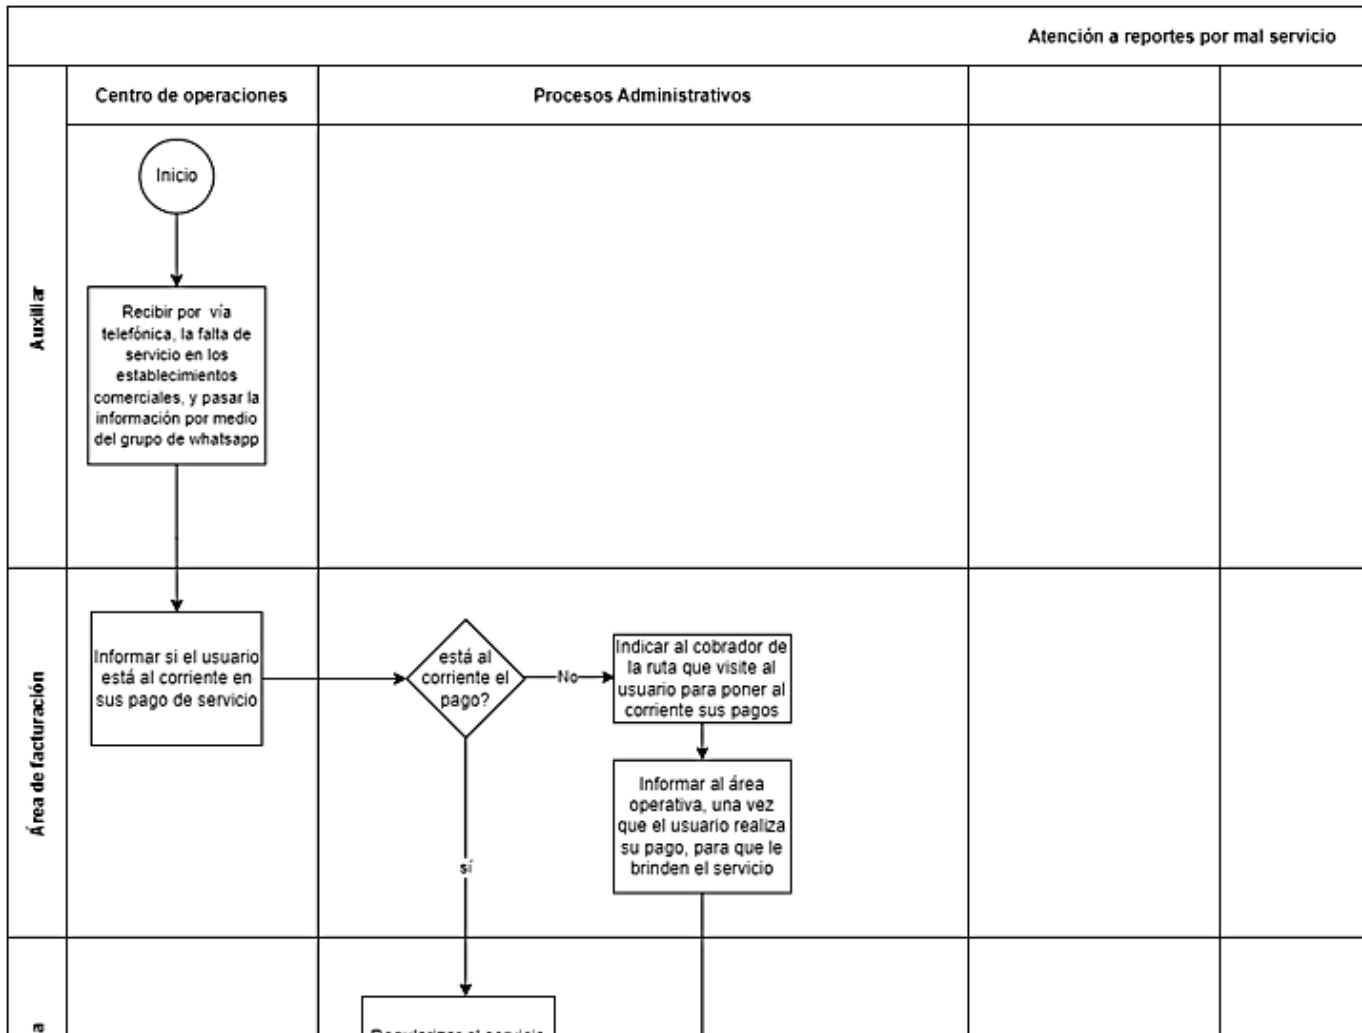 Atención a reportes por mal servicio
Centro de operaciones
Procesos Administrativos
Auxiliar
Inicio
Recibir por vía
telefónica, la falta de
servicio en los
establecimientos
comerciales, y pasar la
información por medio
del grupo de whatsapp
Área de facturación
Informar si el usuario
está al corriente en
sus pago de servicio
está al
corriente el
pago?
No
Indicar al cobrador de
la ruta que visite al
usuario para poner al
corriente sus pagos
Informar al área
operativa, una vez
que el usuario realiza
su pago, para que le
brinden el servicio
sí